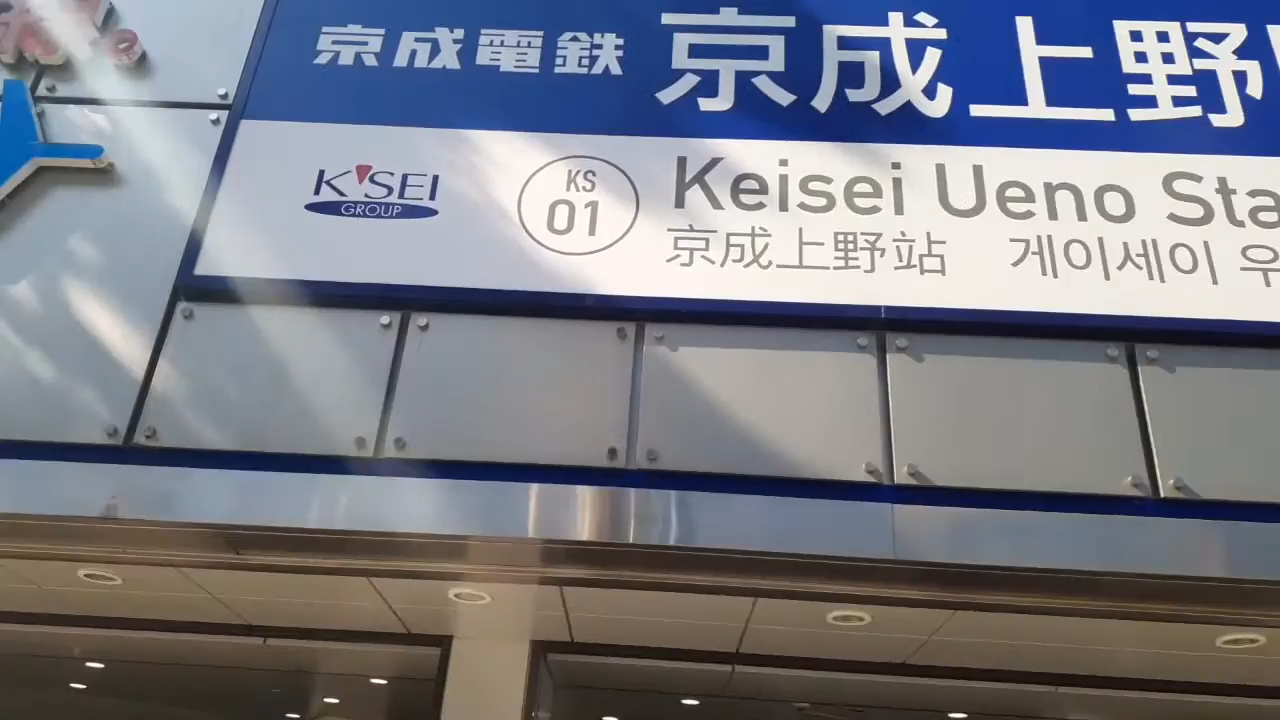 京成電鉄 京成上野
K'SEI
GROUP
KS
01
Keisei Ueno Sta
京成上野站 게이세이 우